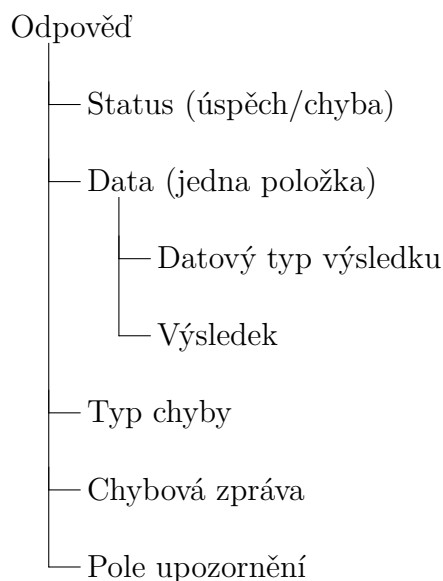 Odpověď
Status (úspěch/chyba)
Data (jedna položka)
Datový typ výsledku
Výsledek
Typ chyby
Chybová zpráva
Pole upozornění